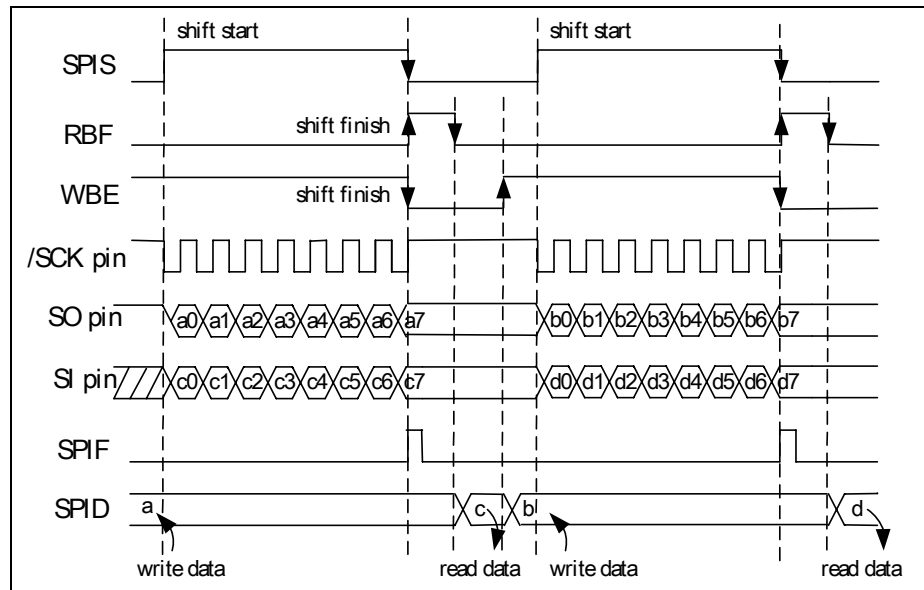 shift start shift start
SPIS
RBF shift finish
WBE shift finish
/SCK pin
SO pin a0 a1 a2 a3 a4 a5 a6 a7 b0 b1 b2 b3 b4 b5 b6 b7
SI pin c0 c1 c2 c3 c4 c5 c6 c7 d0 d1 d2 d3 d4 d5 d6 d7
SPIF
SPID a c b d
write data read data write data read data